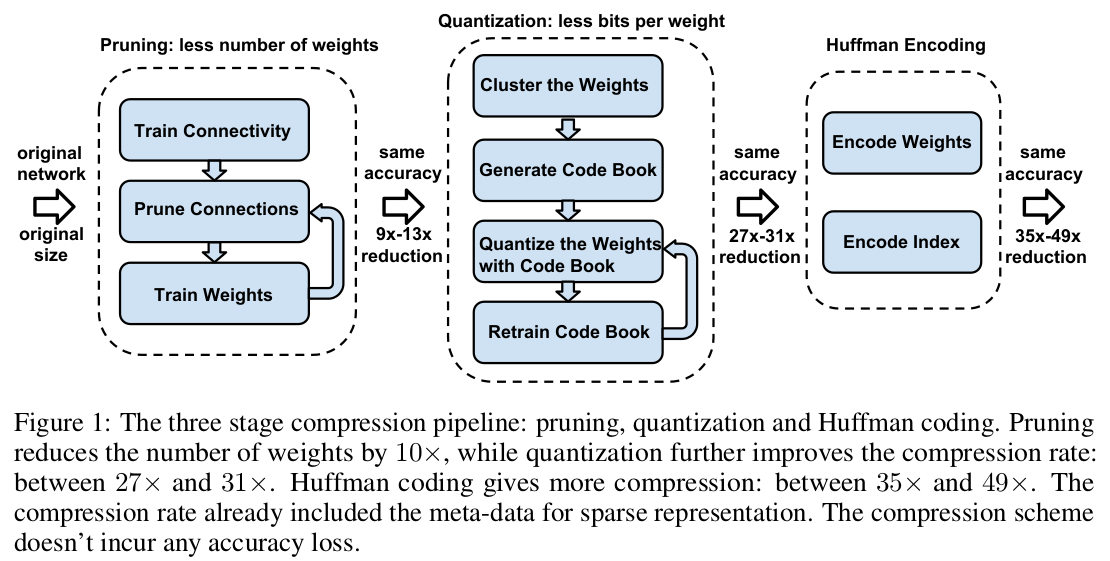 Quantization: less bits per weight
Pruning: less number of weights
Huffman Encoding
original
network
original
size
Train Connectivity
Prune Connections
Train Weights
same
accuracy
9x-13x
reduction
Cluster the Weights
Generate Code Book
Quantize the Weights
with Code Book
Retrain Code Book
same
accuracy
27x-31x
reduction
Encode Weights
Encode Index
same
accuracy
35x-49x
reduction
Figure 1: The three stage compression pipeline: pruning, quantization and Huffman coding. Pruning
reduces the number of weights by 10×, while quantization further improves the compression rate:
between 27× and 31×. Huffman coding gives more compression: between 35× and 49×. The
compression rate already included the meta-data for sparse representation. The compression scheme
doesn't incur any accuracy loss.